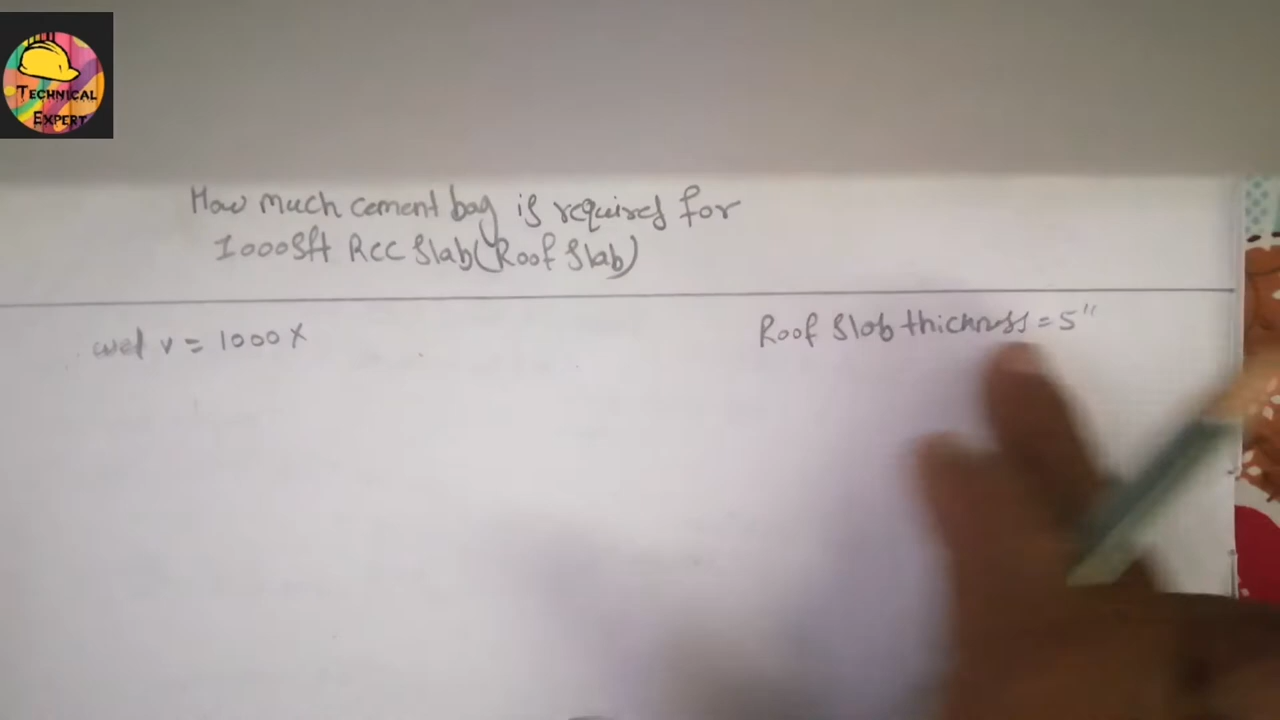 TECHNICAL
EXPERT
How much cement bag is required for
1000Sft RCC Slab (Roof Slab)
wet v = 1000 X
Roof Slab thickness = 5"